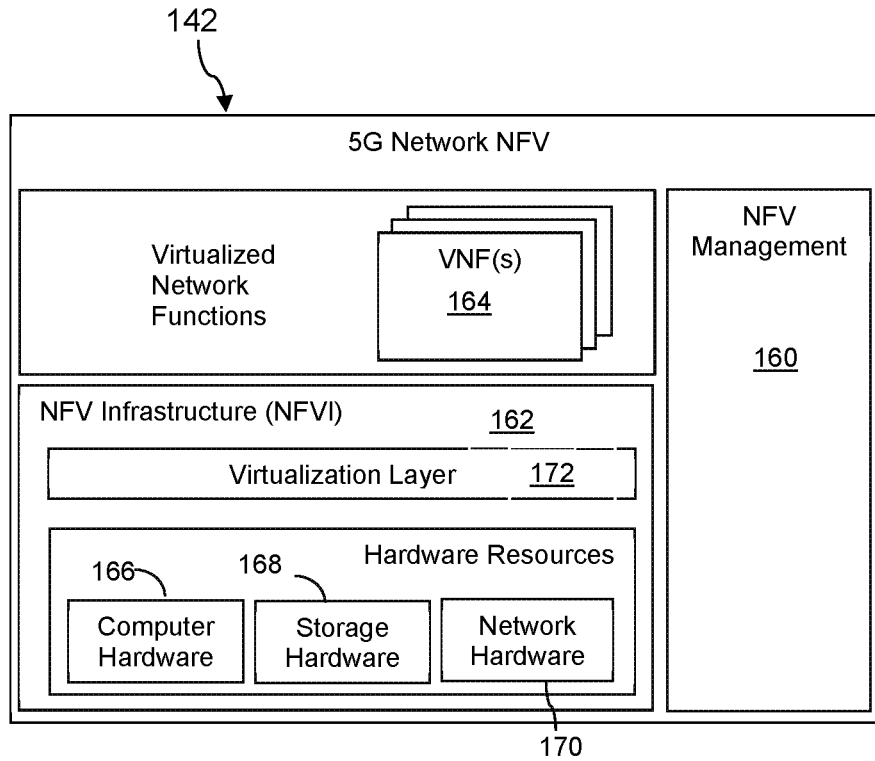 142
5G Network NFV
Virtualized
Network
Functions
VNF(s)
164
NFV
Management
160
NFV Infrastructure (NFVI)
162
Virtualization Layer 172
Hardware Resources
166
168
Computer
Hardware
Storage
Hardware
Network
Hardware
170